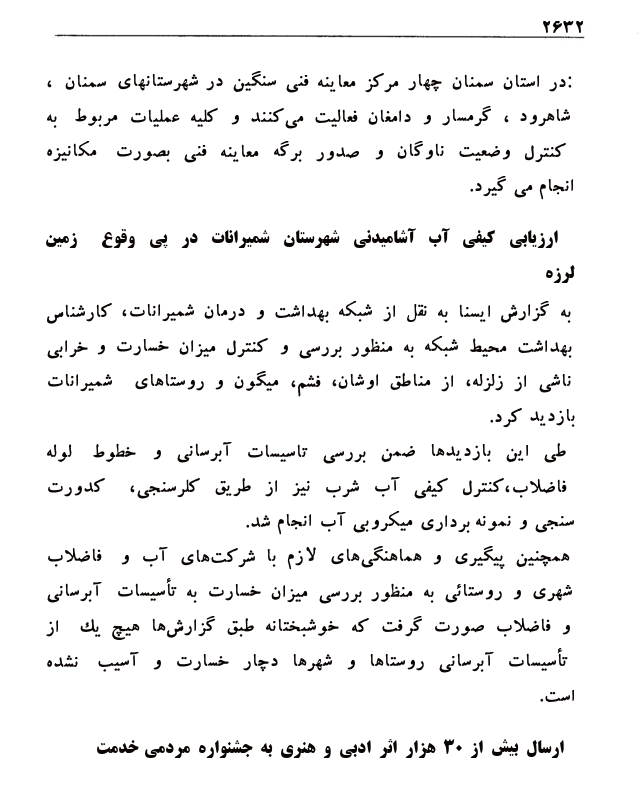 ۲۶۳۲
:در استان سمنان چهار مرکز معاینه فنی سنگین در شهرستانهای سمنان ،
شاهرود ، گرمسار و دامغان فعالیت می‌کنند و کلیه عملیات مربوط به
کنترل وضعیت ناوگان و صدور برگه معاینه فنی بصورت مکانیزه
انجام می گیرد.
ارزیابی کیفی آب آشامیدنی شهرستان شمیرانات در پی وقوع زمین
لرزه
به گزارش ایسنا به نقل از شبکه بهداشت و درمان شمیرانات، کارشناس
بهداشت محیط شبکه به منظور بررسی و کنترل میزان خسارت و خرابی
ناشی از زلزله، از مناطق اوشان، فشم، میگون و روستاهای شمیرانات
بازدید کرد.
طی این بازدیدها ضمن بررسی تاسیسات آبرسانی و خطوط لوله
فاضلاب،کنترل کیفی آب شرب نیز از طریق کلرسنجی، کدورت
سنجی و نمونه برداری میکروبی آب انجام شد.
همچنین پیگیری و هماهنگی‌های لازم با شرکت‌های آب و فاضلاب
شهری و روستائی به منظور بررسی میزان خسارت به تأسیسات آبرسانی
و فاضلاب صورت گرفت که خوشبختانه طبق گزارش‌ها هیچ یك از
تأسیسات آبرسانی روستاها و شهرها دچار خسارت و آسیب نشده
است.
ارسال بیش از ۳۰ هزار اثر ادبی و هنری به جشنواره مردمی خدمت